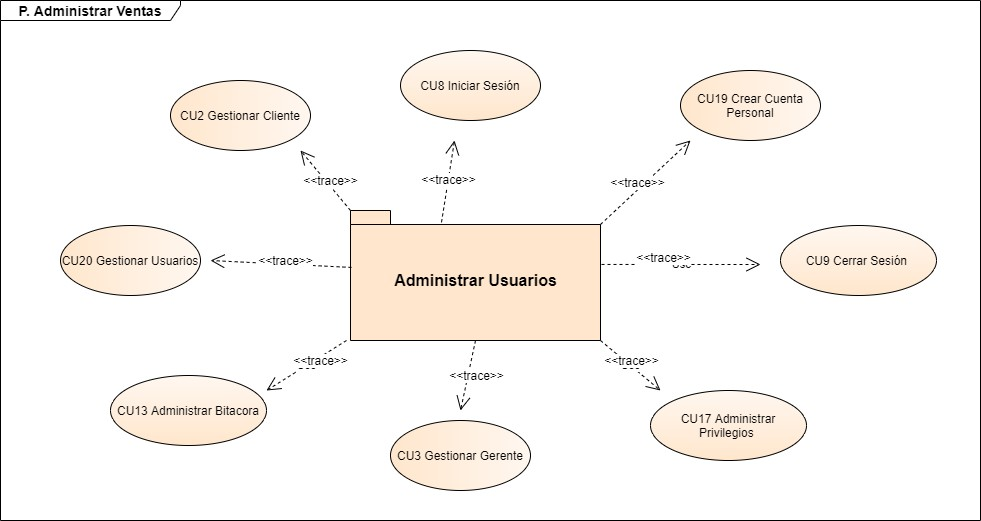 P. Administrar Ventas
CU8 Iniciar Sesión
CU19 Crear Cuenta
Personal
CU2 Gestionar Cliente
<<trace>>
<<trace>>
<<trace>>
CU20 Gestionar Usuarios
<<trace>>
Administrar Usuarios
<<trace>>
CU9 Cerrar Sesión
<<trace>>
<<trace>>
<<trace>>
CU13 Administrar Bitacora
CU3 Gestionar Gerente
CU17 Administrar
Privilegios